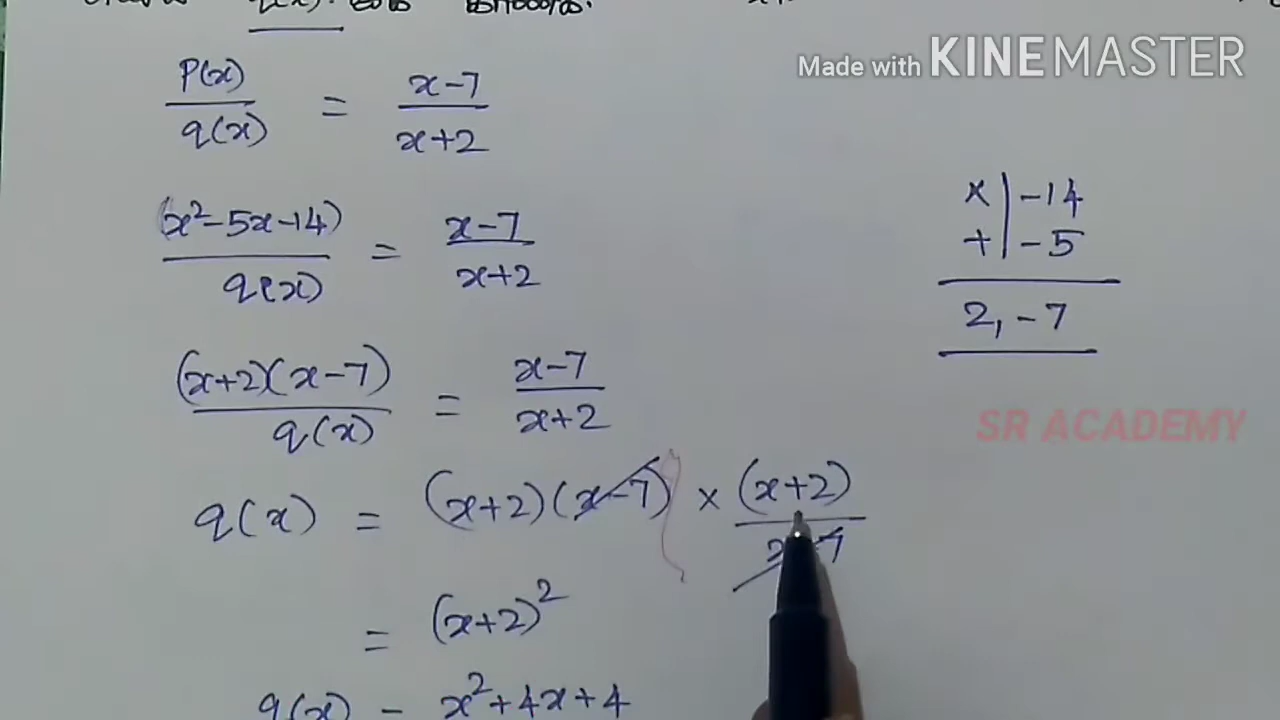 q(x).
Made with KINEMASTER
P(x)/q(x) = x-7/x+2
(x²-5x-14)/q(x) = x-7/x+2
× | -14
+ | -5
2, -7
(x+2)(x-7)/q(x) = x-7/x+2
SR ACADEMY
q(x) = (x+2)(x-7) × (x+2)/x-7
= (x+2)²
q(x) = x²+4x+4